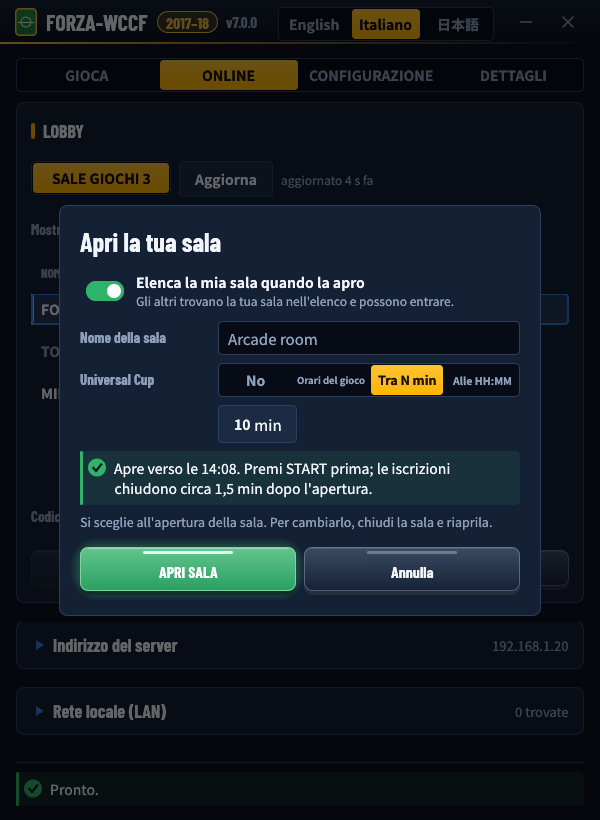 FORZA-WCCF 2017-18 v7.0.0 English Italiano 日本語
GIOCA ONLINE CONFIGURAZIONE DETTAGLI
LOBBY
SALE GIOCHI 3 Aggiorna aggiornato 4 s fa
Apri la tua sala
Elenca la mia sala quando la apro
Gli altri trovano la tua sala nell'elenco e possono entrare.
Nome della sala Arcade room
Universal Cup No Orari del gioco Tra N min Alle HH:MM
10 min
Apre verso le 14:08. Premi START prima; le iscrizioni
chiudono circa 1,5 min dopo l'apertura.
Si sceglie all'apertura della sala. Per cambiarlo, chiudi la sala e riaprila.
APRI SALA Annulla
Indirizzo del server 192.168.1.20
Rete locale (LAN) 0 trovate
Pronto.